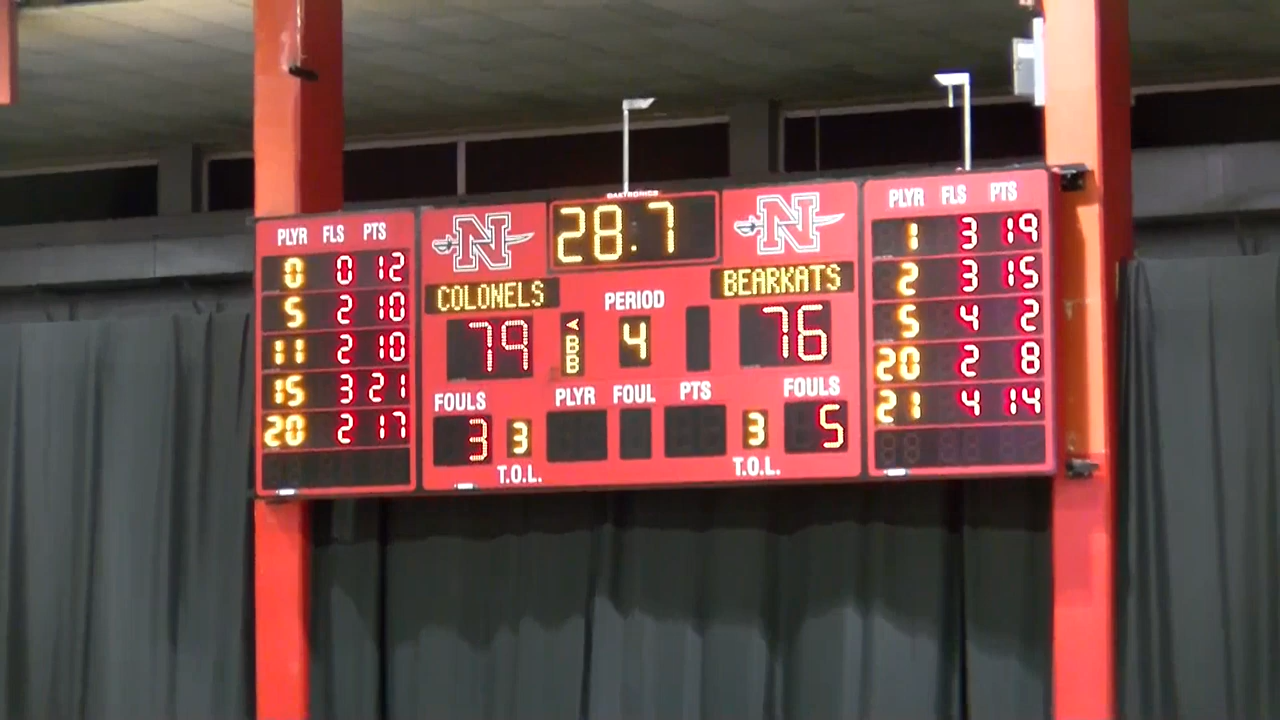 DAKTRONICS
PLYR FLS PTS
0 0 12
5 2 10
11 2 10
15 3 21
20 2 17
N
28.7
N
COLONELS
PERIOD
BEARKATS
79
A
B
B
4
76
FOULS
PLYR FOUL PTS
FOULS
3
3
T.O.L.
3
T.O.L.
5
PLYR FLS PTS
1 3 19
2 3 15
5 4 2
20 2 8
21 4 14